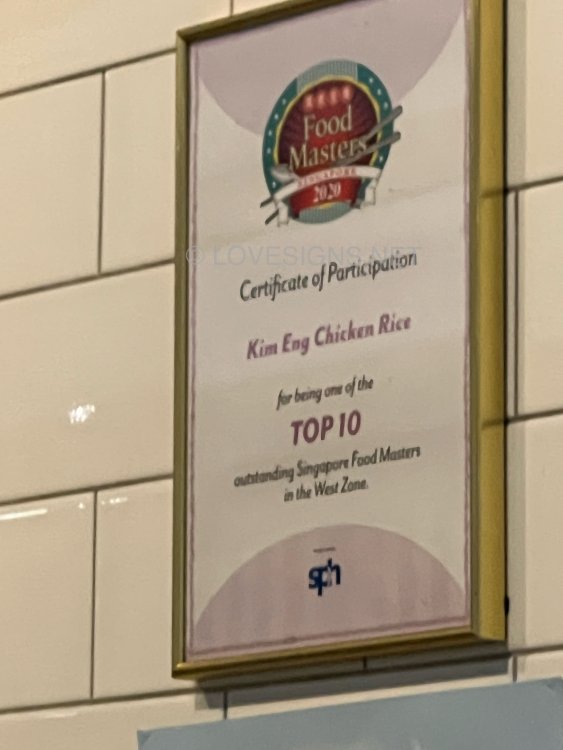 Food
Masters
SINGAPORE
2020
© LOVESIGNS.NET
Certificate of Participation
Kim Eng Chicken Rice
for being one of the
TOP 10
outstanding Singapore Food Masters
in the West Zone.
sph